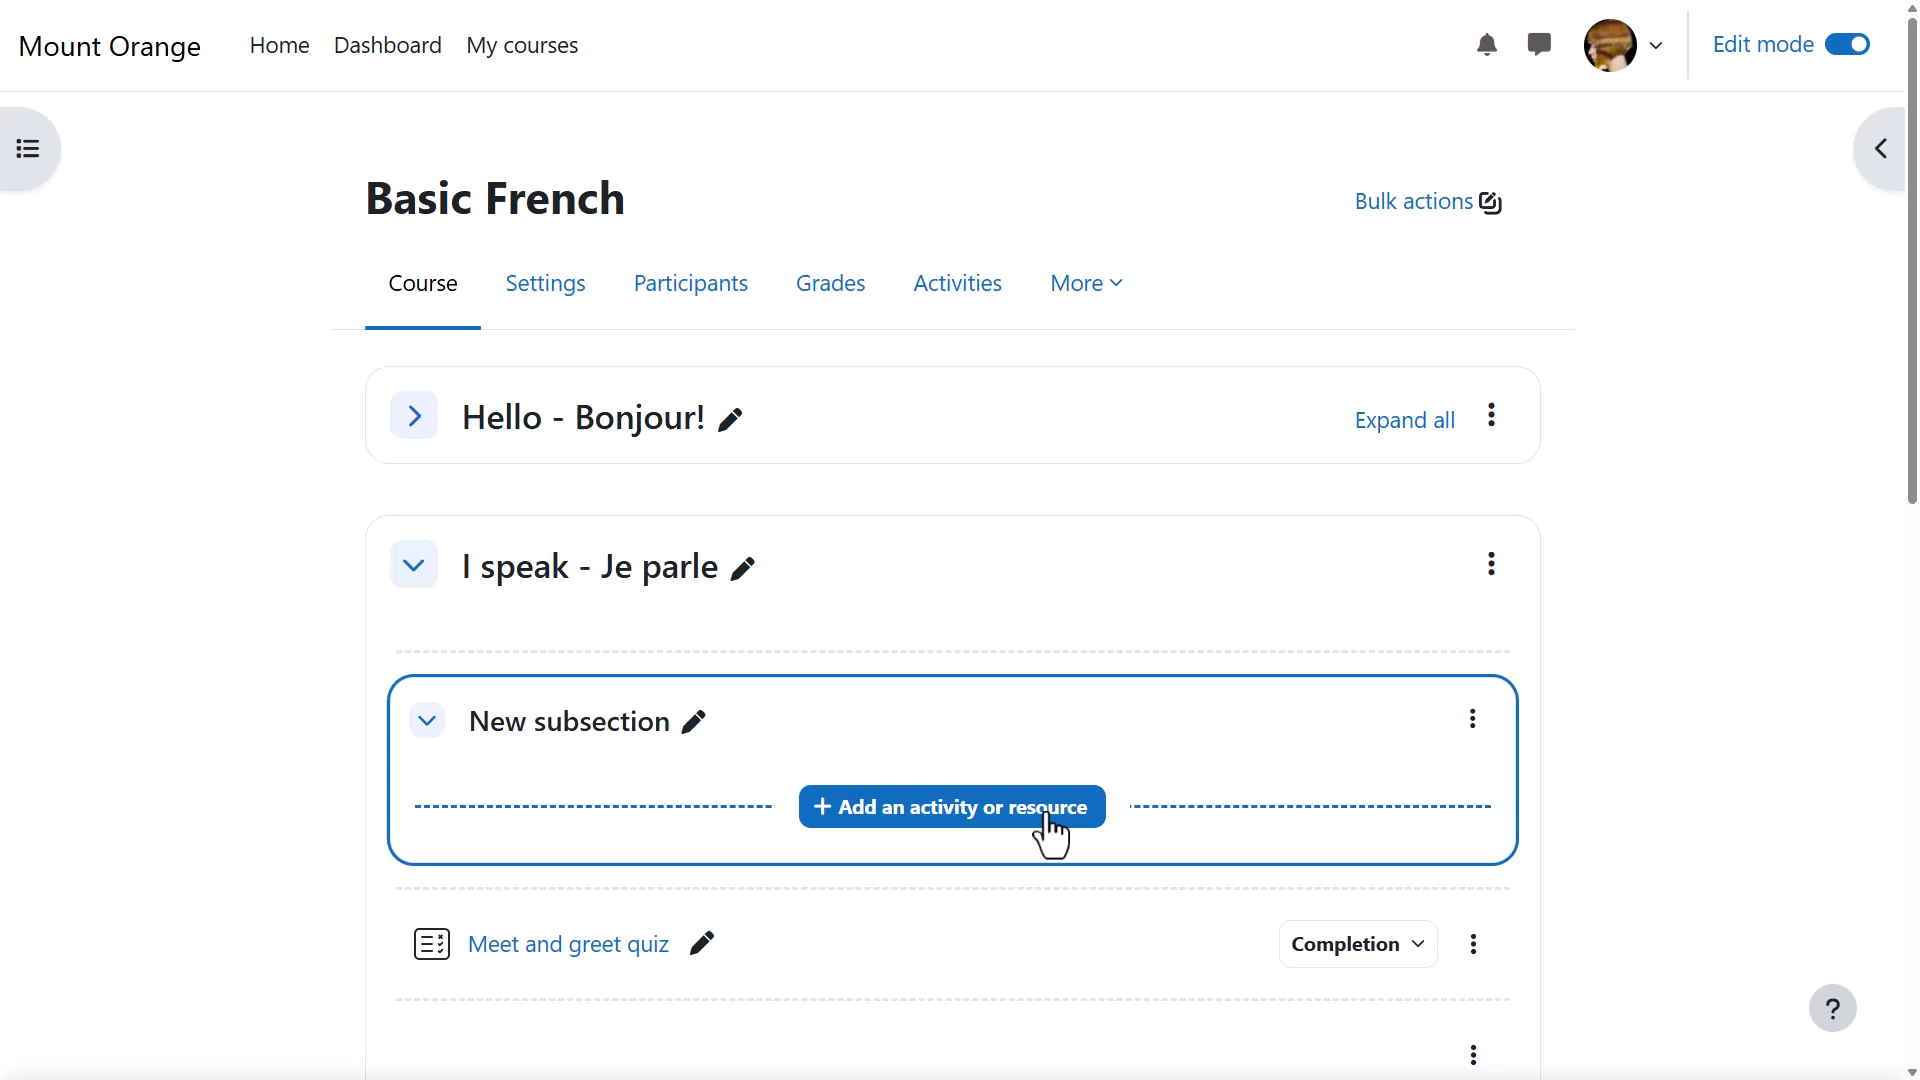 Mount Orange
Home Dashboard My courses
Edit mode
Basic French
Bulk actions
Course Settings Participants Grades Activities More
Hello - Bonjour!
Expand all
I speak - Je parle
New subsection
+ Add an activity or resource
Meet and greet quiz
Completion
?